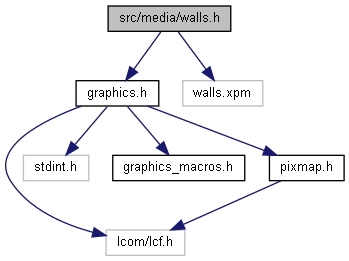 src/media/walls.h
graphics.h
walls.xpm
stdint.h
graphics_macros.h
pixmap.h
lcom/lcf.h